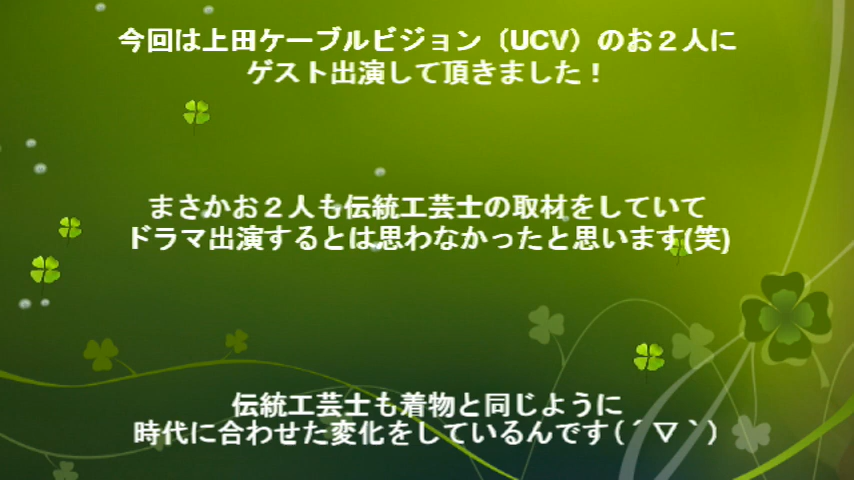 今回は上田ケーブルビジョン（UCV）のお２人に
ゲスト出演して頂きました！
まさかお２人も伝統工芸士の取材をしていて
ドラマ出演するとは思わなかったと思います(笑)
伝統工芸士も着物と同じように
時代に合わせた変化をしているんです(´▽｀)